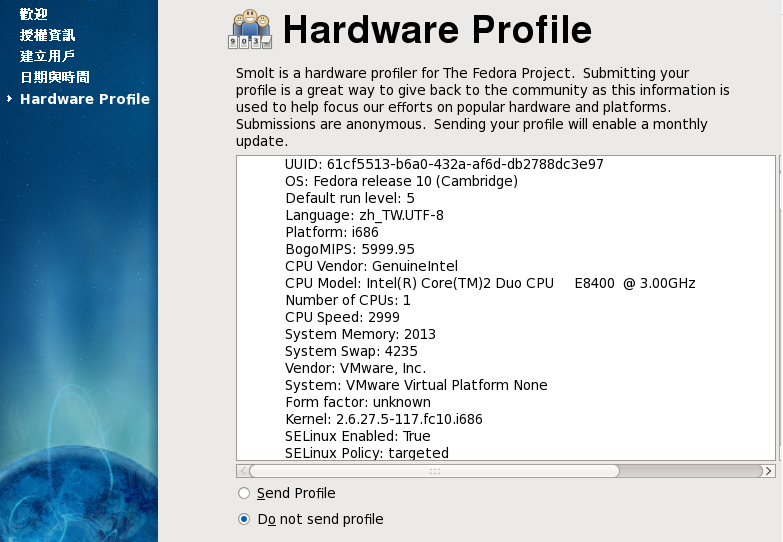 歡迎
授權資訊
建立用戶
日期與時間
Hardware Profile
Hardware Profile
Smolt is a hardware profiler for The Fedora Project.  Submitting your
profile is a great way to give back to the community as this information is
used to help focus our efforts on popular hardware and platforms.
Submissions are anonymous.  Sending your profile will enable a monthly
update.
UUID: 61cf5513-b6a0-432a-af6d-db2788dc3e97
OS: Fedora release 10 (Cambridge)
Default run level: 5
Language: zh_TW.UTF-8
Platform: i686
BogoMIPS: 5999.95
CPU Vendor: GenuineIntel
CPU Model: Intel(R) Core(TM)2 Duo CPU     E8400  @ 3.00GHz
Number of CPUs: 1
CPU Speed: 2999
System Memory: 2013
System Swap: 4235
Vendor: VMware, Inc.
System: VMware Virtual Platform None
Form factor: unknown
Kernel: 2.6.27.5-117.fc10.i686
SELinux Enabled: True
SELinux Policy: targeted
Send Profile
Do not send profile